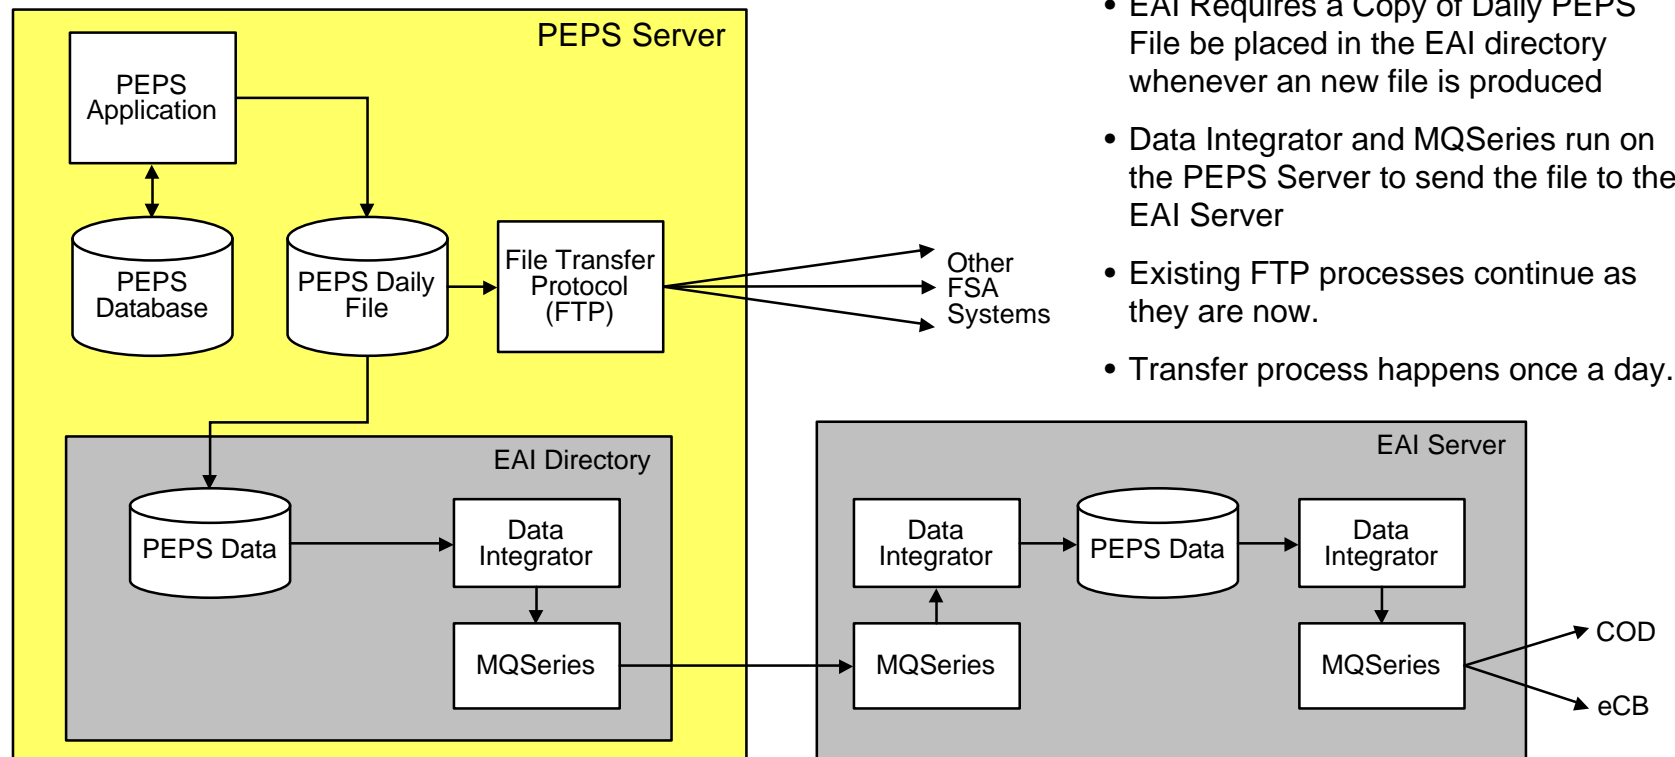 PEPS Server
PEPS
Application
PEPS
Database
PEPS Daily
File
File Transfer
Protocol
(FTP)
Other
FSA
Systems
• EAI Requires a Copy of Daily PEPS
File be placed in the EAI directory
whenever an new file is produced
• Data Integrator and MQSeries run on
the PEPS Server to send the file to the
EAI Server
• Existing FTP processes continue as
they are now.
• Transfer process happens once a day.
EAI Directory
PEPS Data
Data
Integrator
MQSeries
EAI Server
Data
Integrator
MQSeries
PEPS Data
Data
Integrator
MQSeries
COD
eCB